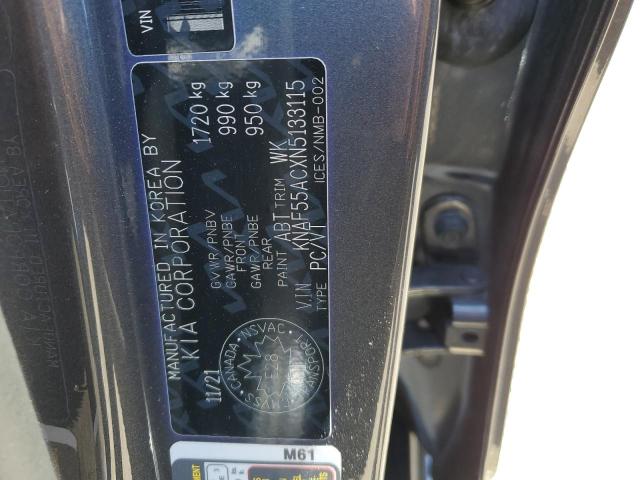 VIN
MANUFACTURED IN KOREA BY
KIA CORPORATION
11/21
GVWR/PNBV 1720 kg
GAWR/PNBE
FRONT 990 kg
GAWR/PNBE
REAR 950 kg
PAINT ABT TRIM WK
VIN KNAF55ACXN5133115
TYPE PC/VT ICES/NMB-002
CANADA
NSVAC
F28
TRANSPORT
M61